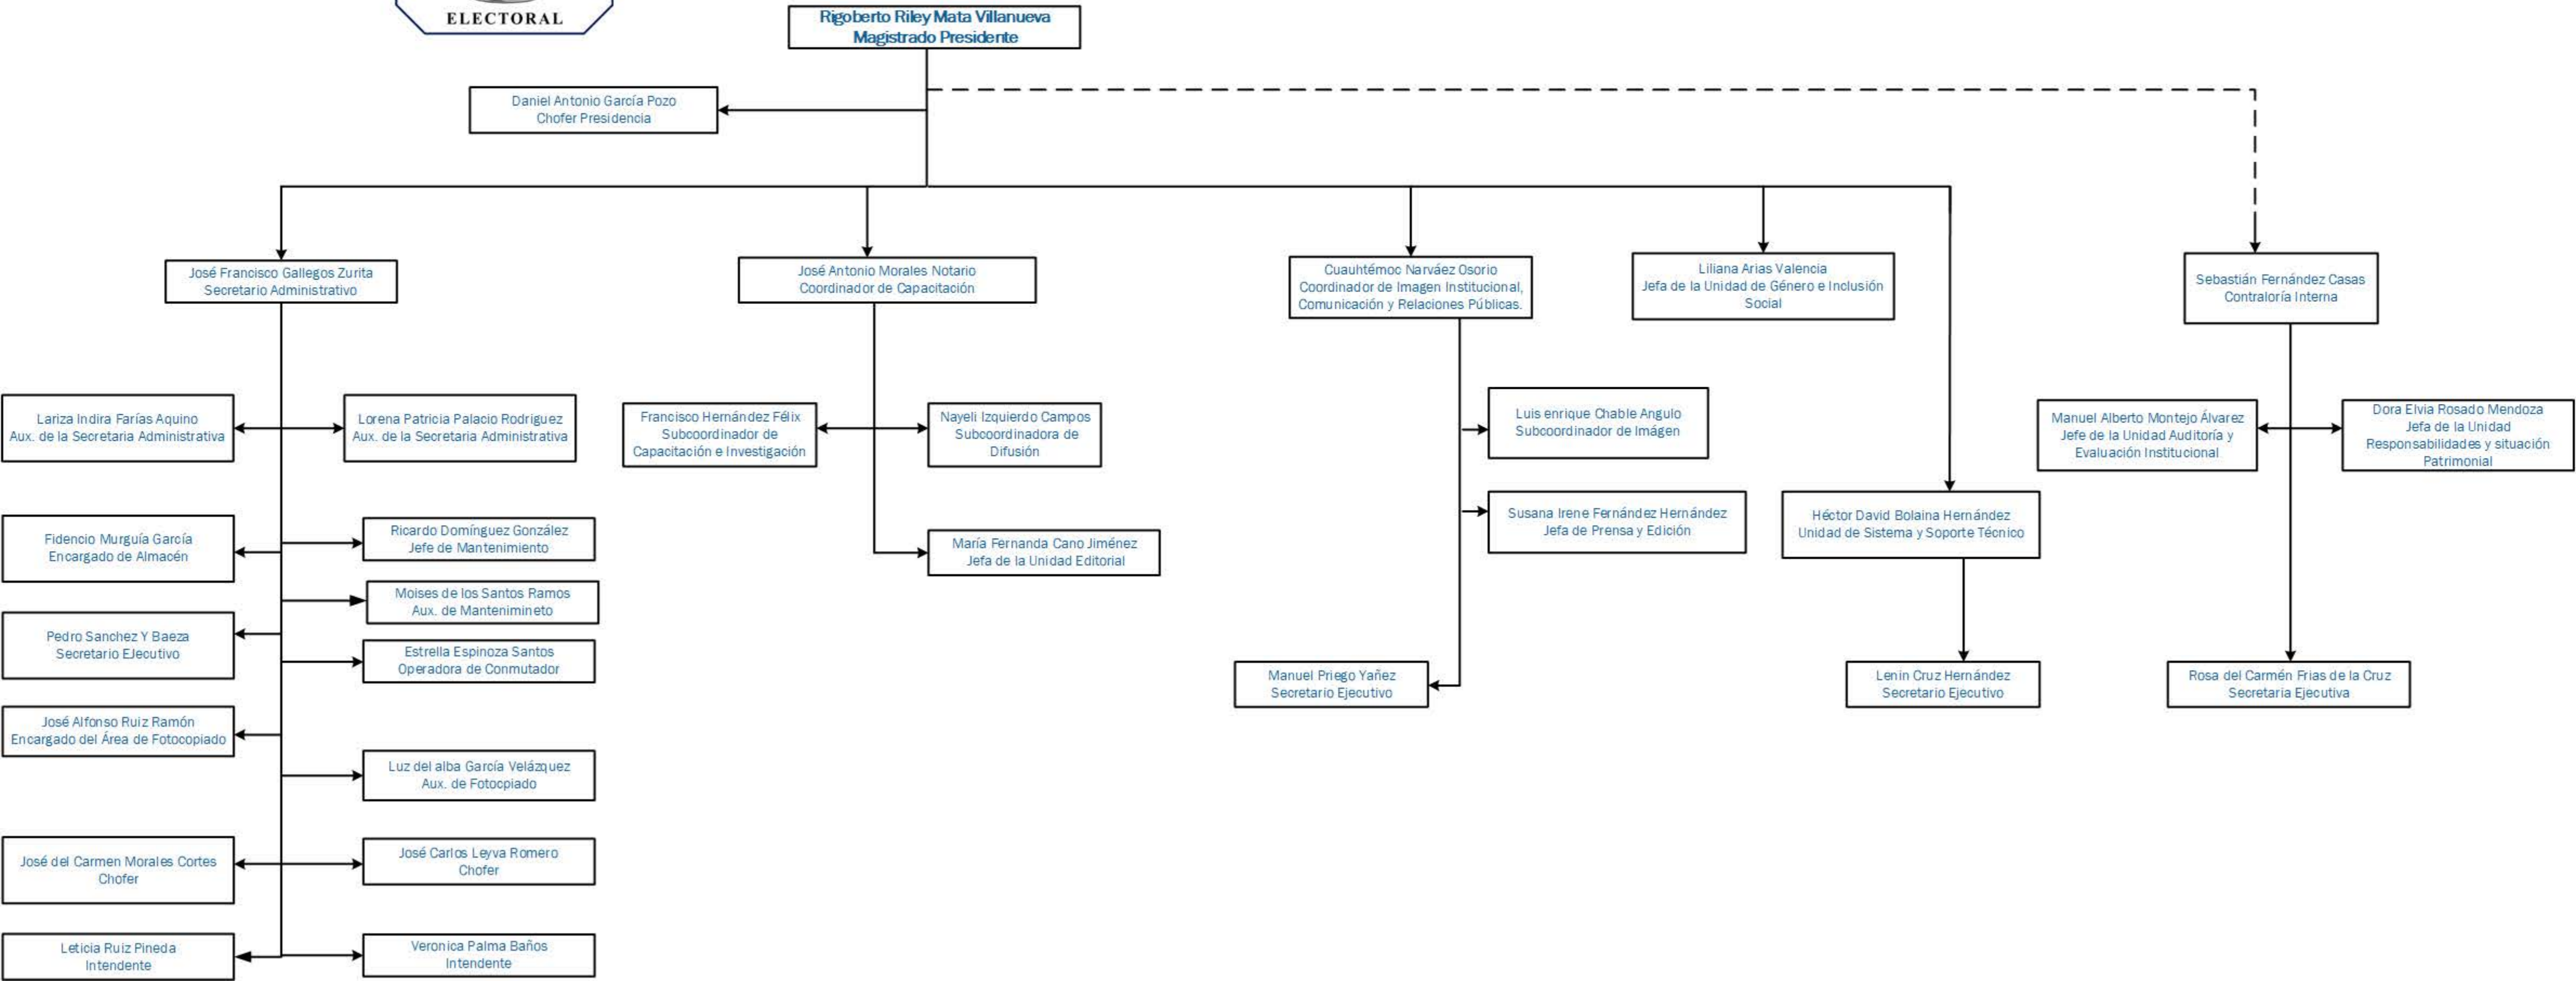 ELECTORAL
Rigoberto Riley Mata Villanueva
Magistrado Presidente
Daniel Antonio García Pozo
Chofer Presidencia
José Francisco Gallegos Zurita
Secretario Administrativo
José Antonio Morales Notario
Coordinador de Capacitación
Cuauhtémoc Narváez Osorio
Coordinador de Imagen Institucional,
Comunicación y Relaciones Públicas.
Liliana Arias Valencia
Jefa de la Unidad de Género e Inclusión
Social
Sebastián Fernández Casas
Contraloría Interna
Lariza Indira Farías Aquino
Aux. de la Secretaria Administrativa
Lorena Patricia Palacio Rodriguez
Aux. de la Secretaria Administrativa
Francisco Hernández Félix
Subcoordinador de
Capacitación e Investigación
Nayeli Izquierdo Campos
Subcoordinadora de
Difusión
Luis enrique Chable Angulo
Subcoordinador de Imágen
Manuel Alberto Montejo Álvarez
Jefe de la Unidad Auditoría y
Evaluación Institucional
Dora Elvia Rosado Mendoza
Jefa de la Unidad
Responsabilidades y situación
Patrimonial
Fidencio Murguía García
Encargado de Almacén
Ricardo Domínguez González
Jefe de Mantenimiento
María Fernanda Cano Jiménez
Jefa de la Unidad Editorial
Susana Irene Fernández Hernández
Jefa de Prensa y Edición
Héctor David Bolaina Hernández
Unidad de Sistema y Soporte Técnico
Moises de los Santos Ramos
Aux. de Mantenimineto
Pedro Sanchez Y Baeza
Secretario EJecutivo
Estrella Espinoza Santos
Operadora de Conmutador
Manuel Priego Yañez
Secretario Ejecutivo
Lenin Cruz Hernández
Secretario Ejecutivo
Rosa del Carmén Frias de la Cruz
Secretaria Ejecutiva
José Alfonso Ruiz Ramón
Encargado del Área de Fotocopiado
Luz del alba García Velázquez
Aux. de Fotocpiado
José del Carmen Morales Cortes
Chofer
José Carlos Leyva Romero
Chofer
Leticia Ruiz Pineda
Intendente
Veronica Palma Baños
Intendente